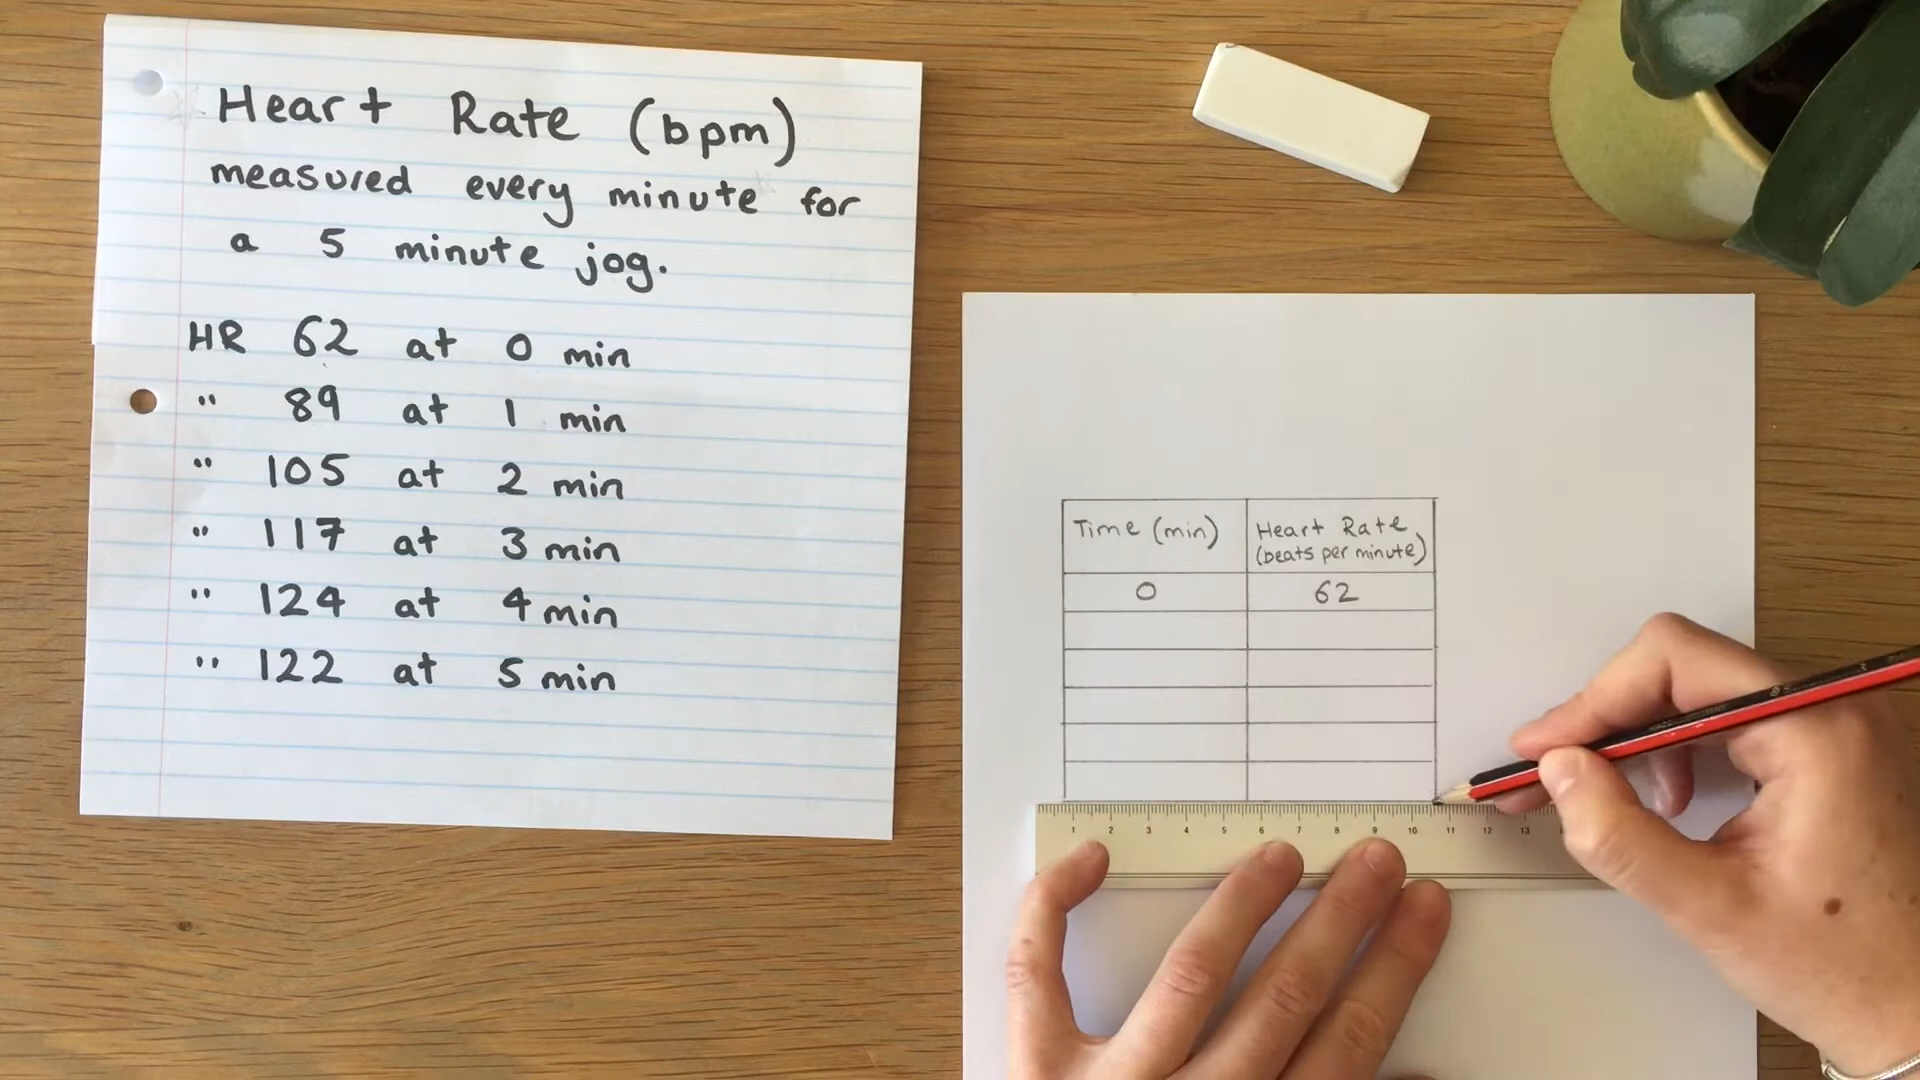 Heart Rate (bpm)
measured every minute for
a 5 minute jog.
HR 62 at 0 min
" 89 at 1 min
" 105 at 2 min
" 117 at 3 min
" 124 at 4 min
" 122 at 5 min
Time (min)
Heart Rate
(beats per minute)
0
62
1 2 3 4 5 6 7 8 9 10 11 12 13